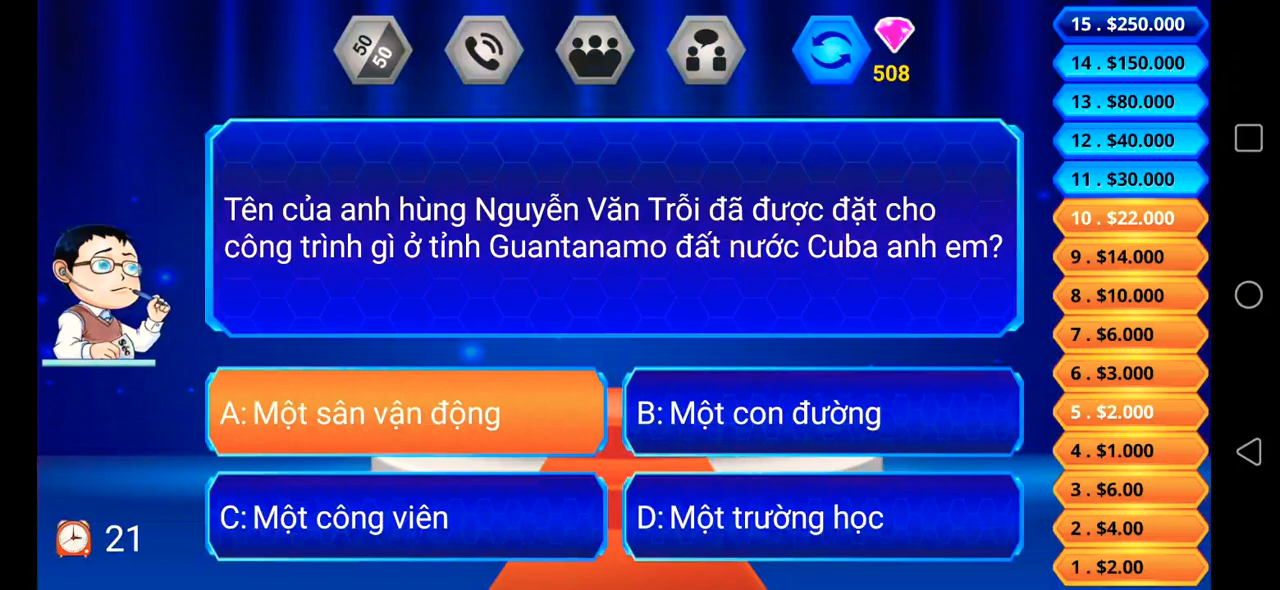 50
50
508
Tên của anh hùng Nguyễn Văn Trỗi đã được đặt cho
công trình gì ở tỉnh Guantanamo đất nước Cuba anh em?
A: Một sân vận động
B: Một con đường
C: Một công viên
D: Một trường học
21
15 . $250.000
14 . $150.000
13 . $80.000
12 . $40.000
11 . $30.000
10 . $22.000
9 . $14.000
8 . $10.000
7 . $6.000
6 . $3.000
5 . $2.000
4 . $1.000
3 . $6.00
2 . $4.00
1 . $2.00